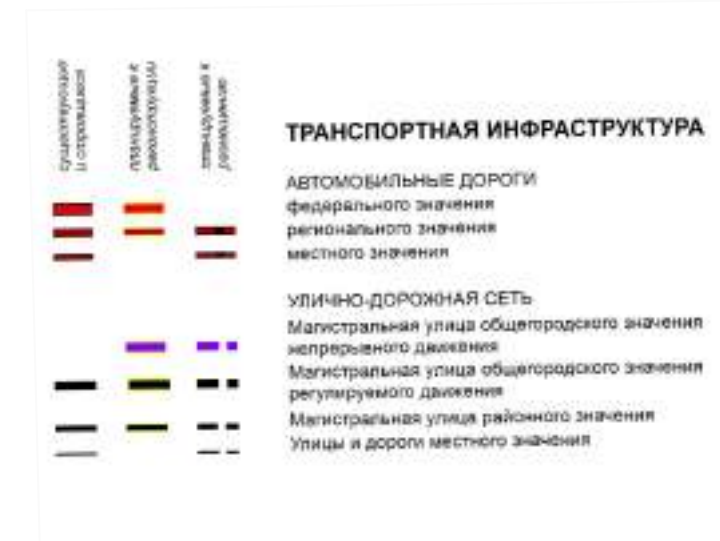 существующие
и строящиеся
планируемые к
реконструкции
планируемые к
размещению
ТРАНСПОРТНАЯ ИНФРАСТРУКТУРА
АВТОМОБИЛЬНЫЕ ДОРОГИ
федерального значения
регионального значения
местного значения
УЛИЧНО-ДОРОЖНАЯ СЕТЬ
Магистральная улица общегородского значения
непрерывного движения
Магистральная улица общегородского значения
регулируемого движения
Магистральная улица районного значения
Улицы и дороги местного значения